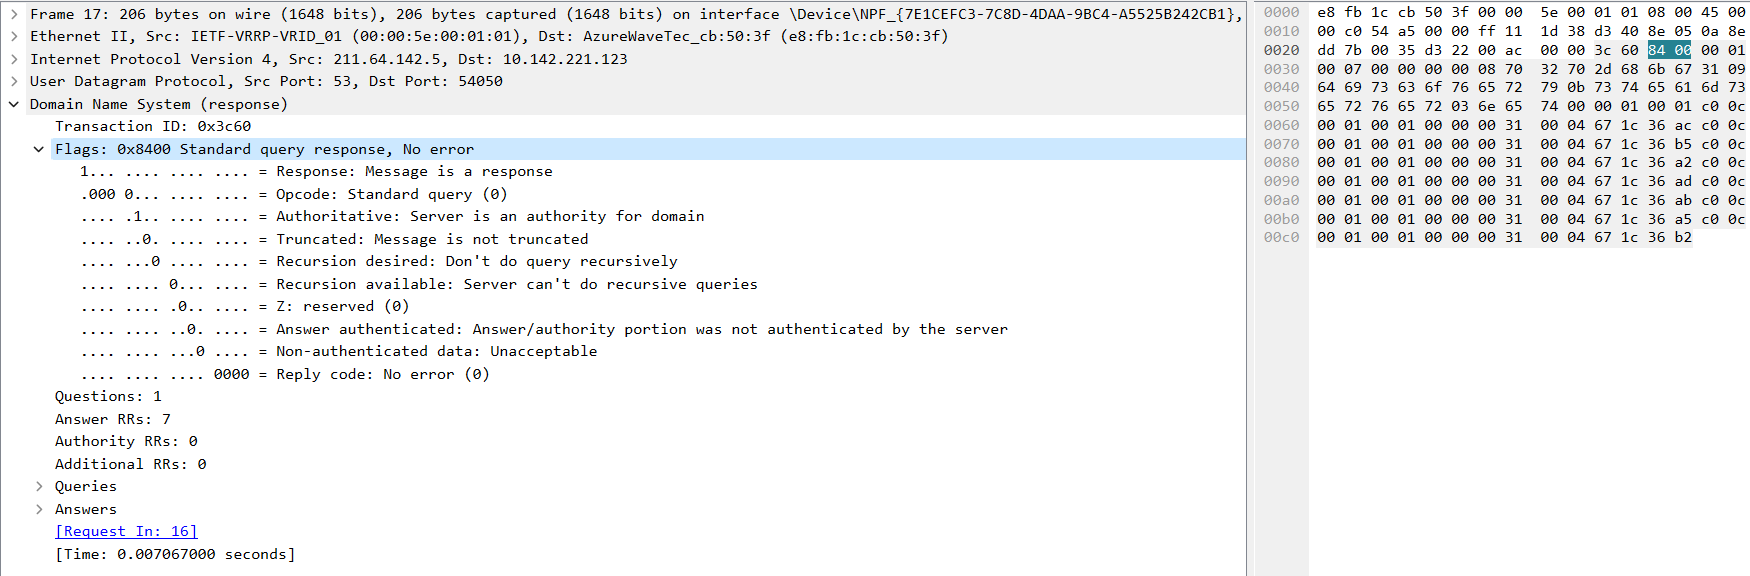 Frame 17: 206 bytes on wire (1648 bits), 206 bytes captured (1648 bits) on interface \Device\NPF_{7E1CEFC3-7C8D-4DAA-9BC4-A5525B242CB1},
Ethernet II, Src: IETF-VRRP-VRID_01 (00:00:5e:00:01:01), Dst: AzureWaveTec_cb:50:3f (e8:fb:1c:cb:50:3f)
Internet Protocol Version 4, Src: 211.64.142.5, Dst: 10.142.221.123
User Datagram Protocol, Src Port: 53, Dst Port: 54050
Domain Name System (response)
Transaction ID: 0x3c60
Flags: 0x8400 Standard query response, No error
1... .... .... .... = Response: Message is a response
.000 0... .... .... = Opcode: Standard query (0)
.... .1.. .... .... = Authoritative: Server is an authority for domain
.... ..0. .... .... = Truncated: Message is not truncated
.... ...0 .... .... = Recursion desired: Don't do query recursively
.... .... 0... .... = Recursion available: Server can't do recursive queries
.... .... .0.. .... = Z: reserved (0)
.... .... ..0. .... = Answer authenticated: Answer/authority portion was not authenticated by the server
.... .... ...0 .... = Non-authenticated data: Unacceptable
.... .... .... 0000 = Reply code: No error (0)
Questions: 1
Answer RRs: 7
Authority RRs: 0
Additional RRs: 0
Queries
Answers
[Request In: 16]
[Time: 0.007067000 seconds]
0000 e8 fb 1c cb 50 3f 00 00 5e 00 01 01 08 00 45 00
0010 00 c0 54 a5 00 00 ff 11 1d 38 d3 40 8e 05 0a 8e
0020 dd 7b 00 35 d3 22 00 ac 00 00 3c 60 84 00 00 01
0030 00 07 00 00 00 00 08 70 32 70 2d 68 6b 67 31 09
0040 64 69 73 63 6f 76 65 72 79 0b 73 74 65 61 6d 73
0050 65 72 76 65 72 03 6e 65 74 00 00 01 00 01 c0 0c
0060 00 01 00 01 00 00 00 31 00 04 67 1c 36 ac c0 0c
0070 00 01 00 01 00 00 00 31 00 04 67 1c 36 b5 c0 0c
0080 00 01 00 01 00 00 00 31 00 04 67 1c 36 a2 c0 0c
0090 00 01 00 01 00 00 00 31 00 04 67 1c 36 ad c0 0c
00a0 00 01 00 01 00 00 00 31 00 04 67 1c 36 ab c0 0c
00b0 00 01 00 01 00 00 00 31 00 04 67 1c 36 a5 c0 0c
00c0 00 01 00 01 00 00 00 31 00 04 67 1c 36 b2